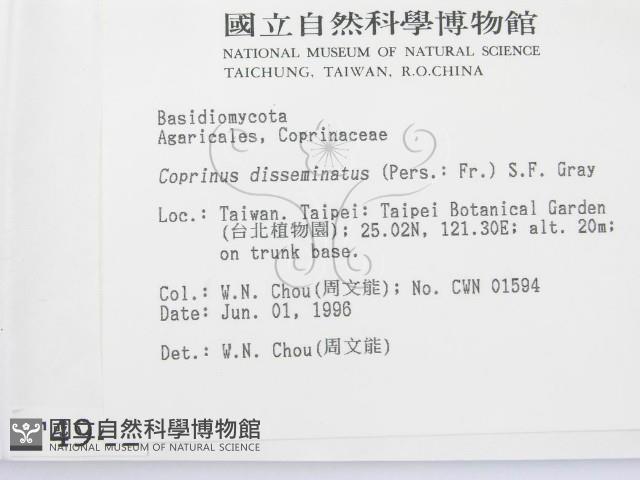 國立自然科學博物館
NATIONAL MUSEUM OF NATURAL SCIENCE
TAICHUNG, TAIWAN, R.O.CHINA
Basidiomycota
Agaricales, Coprinaceae
Coprinus disseminatus (Pers.: Fr.) S.F. Gray
Loc.: Taiwan. Taipei: Taipei Botanical Garden
(台北植物園); 25.02N, 121.30E; alt. 20m;
on trunk base.
Col.: W.N. Chou(周文能); No. CWN 01594
Date: Jun. 01, 1996
Det.: W.N. Chou(周文能)
國立自然科學博物館
NATIONAL MUSEUM OF NATURAL SCIENCE